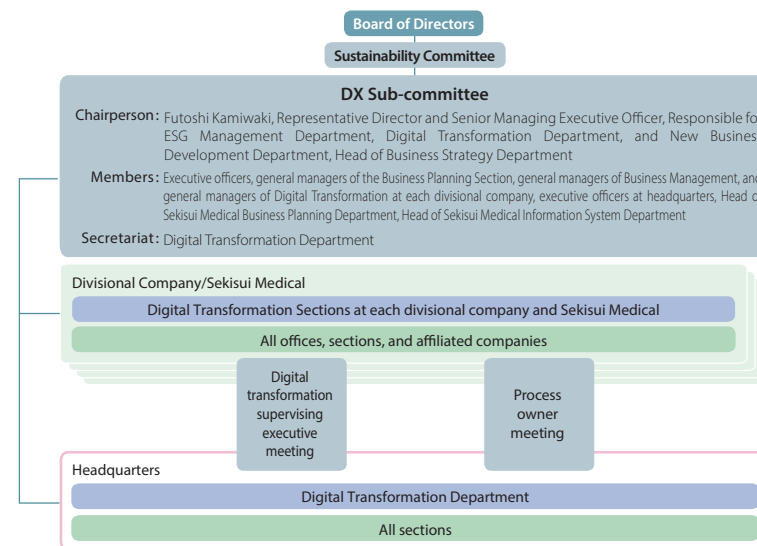 Board of Directors
Sustainability Committee
DX Sub-committee
Chairperson: Futoshi Kamiwaki, Representative Director and Senior Managing Executive Officer, Responsible fo
ESG Management Department, Digital Transformation Department, and New Busines
Development Department, Head of Business Strategy Department
Members: Executive officers, general managers of the Business Planning Section, general managers of Business Management, and
general managers of Digital Transformation at each divisional company, executive officers at headquarters, Head o
Sekisui Medical Business Planning Department, Head of Sekisui Medical Information System Department
Secretariat: Digital Transformation Department
Divisional Company/Sekisui Medical
Digital Transformation Sections at each divisional company and Sekisui Medical
All offices, sections, and affiliated companies
Digital
transformation
supervising
executive
meeting
Process
owner
meeting
Headquarters
Digital Transformation Department
All sections